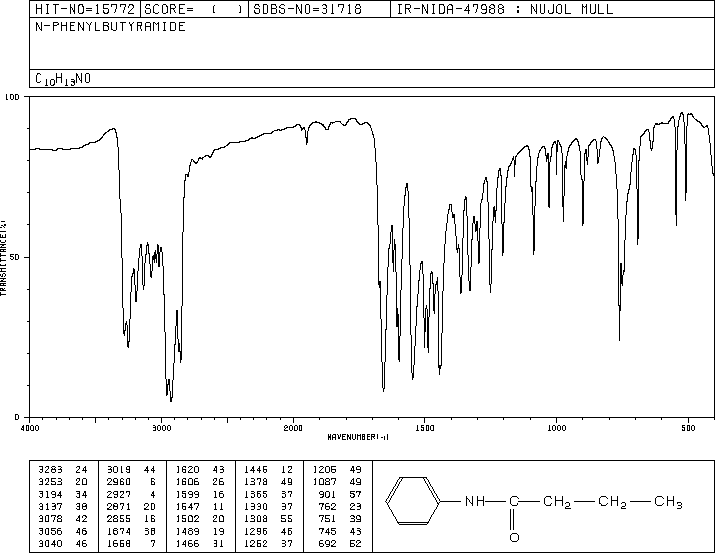 HIT-NO=15772 SCORE= ( ) SDBS-NO=31718 IR-NIDA-47988 : NUJOL MULL
N-PHENYLBUTYRAMIDE
C10H13NO
100
50
0
TRANSMITTANCE(%)
4000 3000 2000 1500 1000 500
WAVENUMBER(-1)
3283 24 3019 44 1620 43 1446 12 1206 49
3253 20 2960 6 1606 26 1378 49 1087 49
3194 34 2927 4 1599 16 1365 37 901 57
3137 38 2871 20 1547 11 1330 37 762 23
3078 42 2855 16 1502 20 1308 55 751 39
3056 46 1674 38 1489 19 1296 46 745 43
3040 46 1658 7 1466 31 1252 37 692 52
NH C CH2 CH2 CH3
O